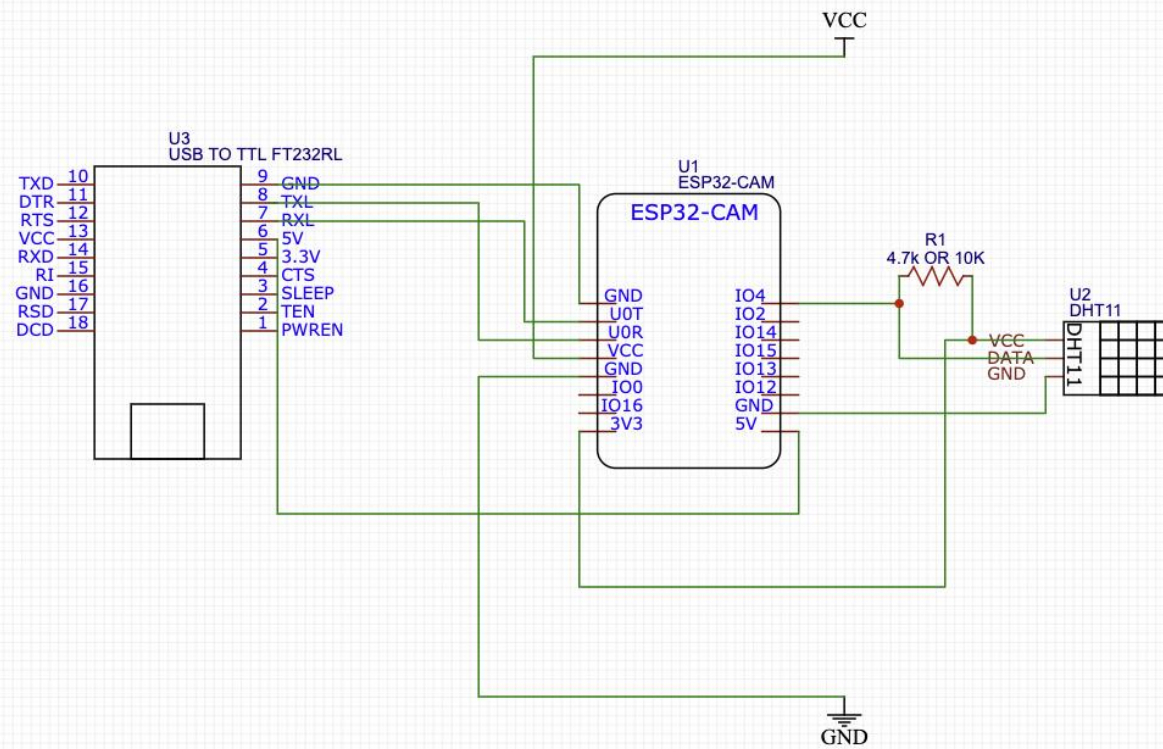 VCC
U3
USB TO TTL FT232RL
TXD 10
DTR 11
RTS 12
VCC 13
RXD 14
RI 15
GND 16
RSD 17
DCD 18
9 GND
8 TXL
7 RXL
6 5V
5 3.3V
4 CTS
3 SLEEP
2 TEN
1 PWREN
U1
ESP32-CAM
ESP32-CAM
GND
U0T
U0R
VCC
GND
IO0
IO16
3V3
IO4
IO2
IO14
IO15
IO13
IO12
GND
5V
R1
4.7k OR 10K
U2
DHT11
VCC
DATA
GND
DHT11
GND